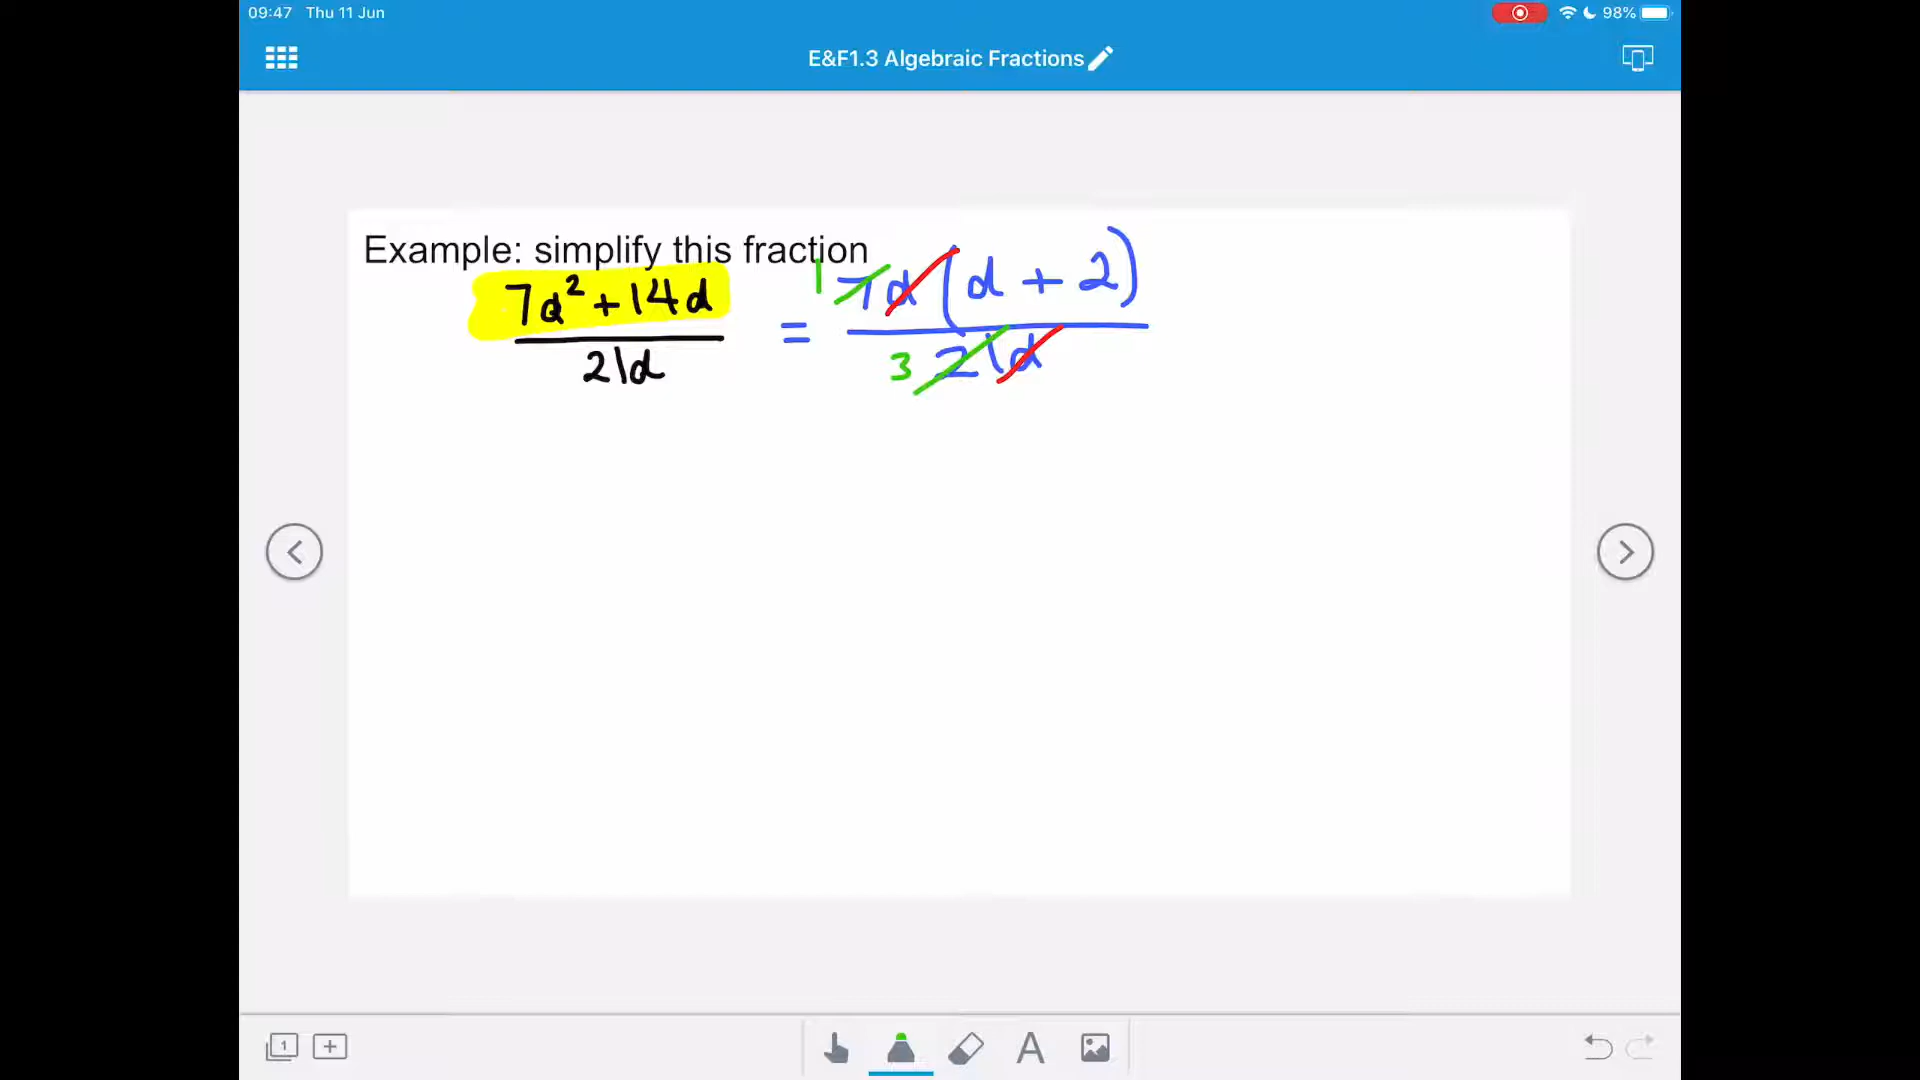 09:47 Thu 11 Jun 98%
E&F1.3 Algebraic Fractions
Example: simplify this fraction
7d² + 14d
21d
=
1 7d(d + 2)
3 21d
1
A